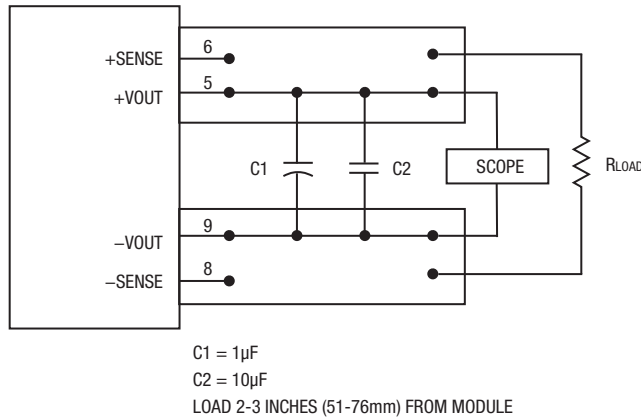 +SENSE
6
+VOUT
5
C1
C2
SCOPE
RLOAD
–VOUT
9
–SENSE
8
C1 = 1µF
C2 = 10µF
LOAD 2-3 INCHES (51-76mm) FROM MODULE